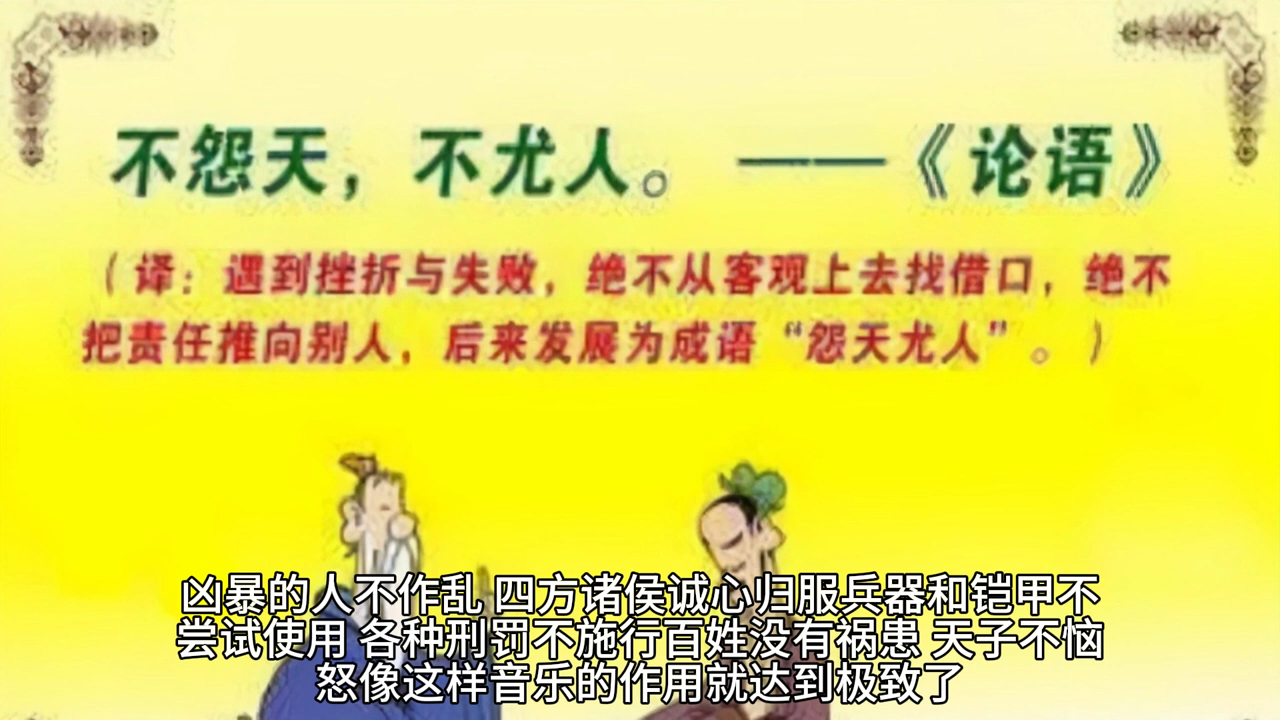 不怨天，不尤人。——《论语》
（译：遇到挫折与失败，绝不从客观上去找借口，绝不
把责任推向别人，后来发展为成语“怨天尤人”。）
凶暴的人不作乱 四方诸侯诚心归服兵器和铠甲不
尝试使用 各种刑罚不施行百姓没有祸患 天子不恼
怒像这样音乐的作用就达到极致了